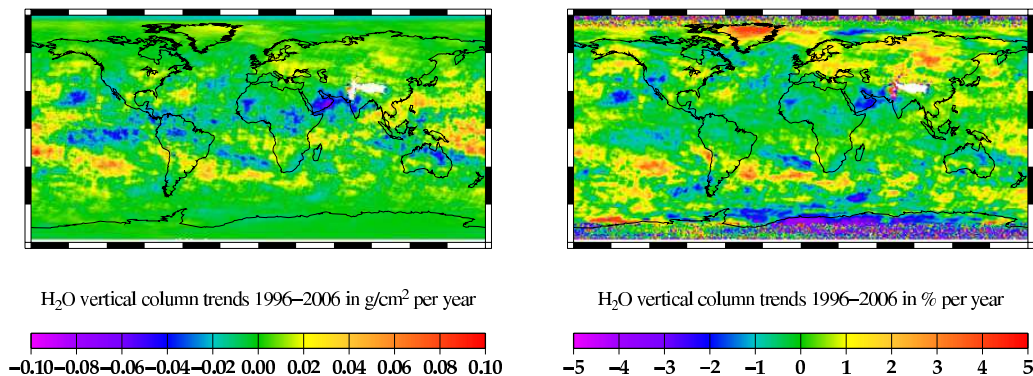 H₂O vertical column trends 1996–2006 in g/cm² per year
-0.10 -0.08 -0.06 -0.04 -0.02 0.00 0.02 0.04 0.06 0.08 0.10
H₂O vertical column trends 1996–2006 in % per year
-5 -4 -3 -2 -1 0 1 2 3 4 5